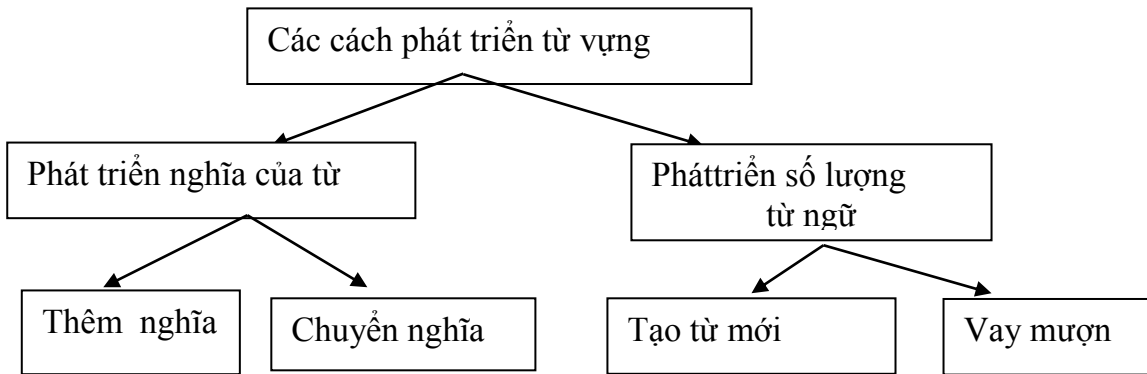 Các cách phát triển từ vựng
Phát triển nghĩa của từ
Pháttriển số lượng
từ ngữ
Thêm nghĩa
Chuyển nghĩa
Tạo từ mới
Vay mượn